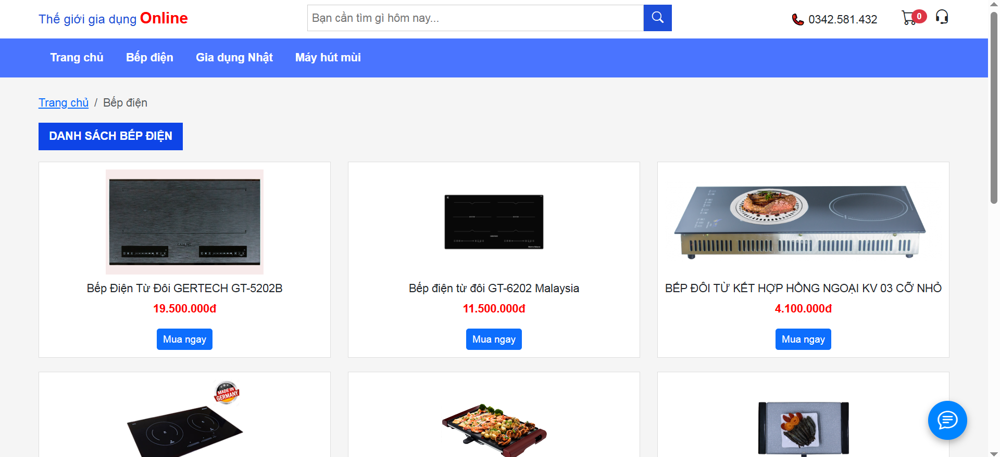 Thế giới gia dụng Online
Bạn cần tìm gì hôm nay...
0342.581.432
0
Trang chủ
Bếp điện
Gia dụng Nhật
Máy hút mùi
Trang chủ / Bếp điện
DANH SÁCH BẾP ĐIỆN
GERTECH
Bếp Điện Từ Đôi GERTECH GT-5202B
19.500.000đ
Mua ngay
Bếp điện từ đôi GT-6202 Malaysia
11.500.000đ
Mua ngay
BẾP ĐÔI TỪ KẾT HỢP HỒNG NGOẠI KV 03 CỠ NHỎ
4.100.000đ
Mua ngay
MADE IN
GERMANY